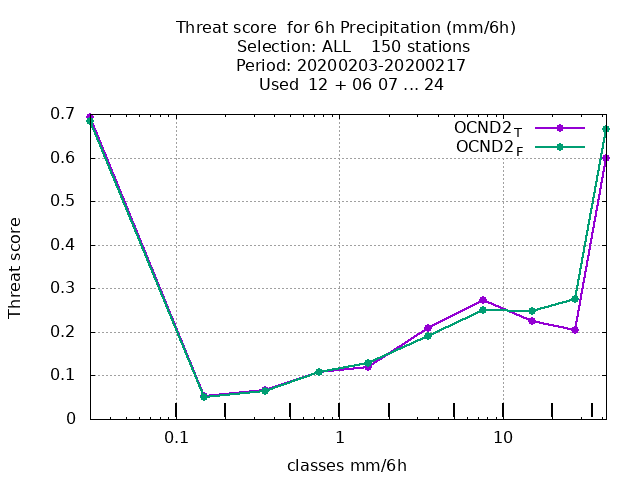 Threat score  for 6h Precipitation (mm/6h)
Selection: ALL    150 stations
Period: 20200203-20200217
Used  12 + 06 07 ... 24
OCND2T
OCND2F
0.7
0.6
0.5
0.4
0.3
0.2
0.1
0
Threat score
0.1 1 10
classes mm/6h